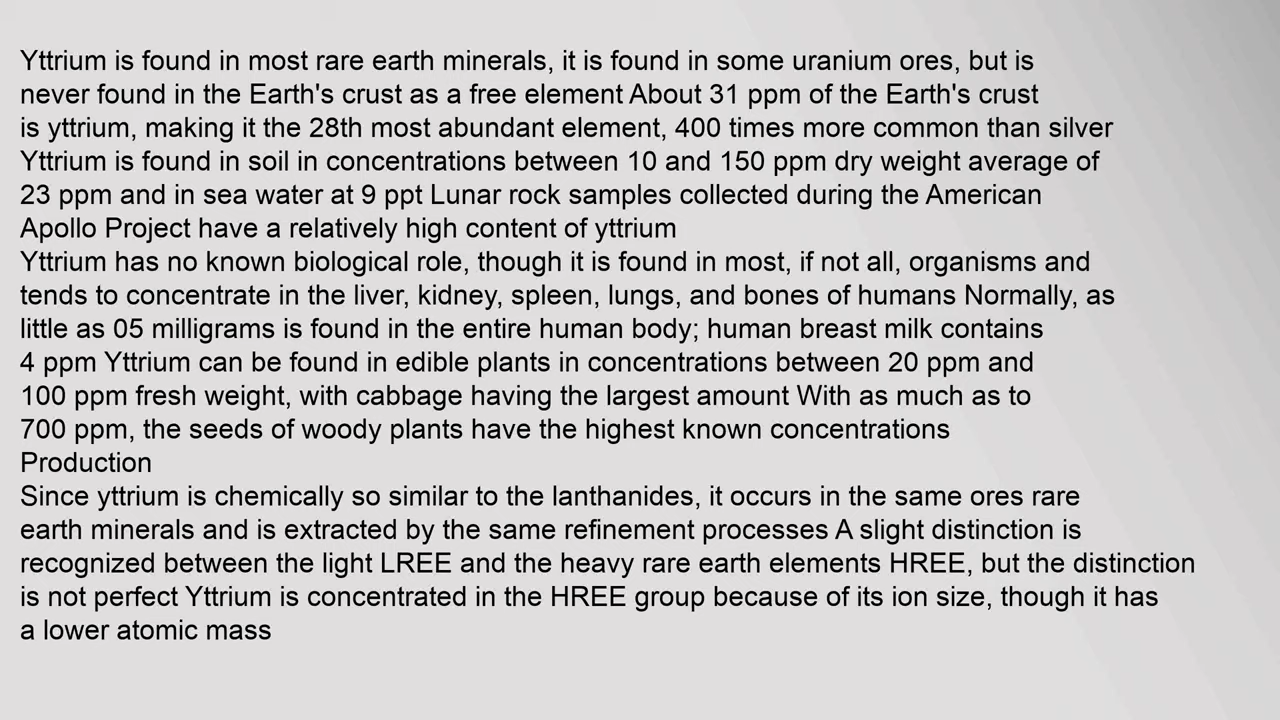 Yttrium is found in most rare earth minerals, it is found in some uranium ores, but is
never found in the Earth's crust as a free element About 31 ppm of the Earth's crust
is yttrium, making it the 28th most abundant element, 400 times more common than silver
Yttrium is found in soil in concentrations between 10 and 150 ppm dry weight average of
23 ppm and in sea water at 9 ppt Lunar rock samples collected during the American
Apollo Project have a relatively high content of yttrium
Yttrium has no known biological role, though it is found in most, if not all, organisms and
tends to concentrate in the liver, kidney, spleen, lungs, and bones of humans Normally, as
little as 05 milligrams is found in the entire human body; human breast milk contains
4 ppm Yttrium can be found in edible plants in concentrations between 20 ppm and
100 ppm fresh weight, with cabbage having the largest amount With as much as to
700 ppm, the seeds of woody plants have the highest known concentrations
Production
Since yttrium is chemically so similar to the lanthanides, it occurs in the same ores rare
earth minerals and is extracted by the same refinement processes A slight distinction is
recognized between the light LREE and the heavy rare earth elements HREE, but the distinction
is not perfect Yttrium is concentrated in the HREE group because of its ion size, though it has
a lower atomic mass